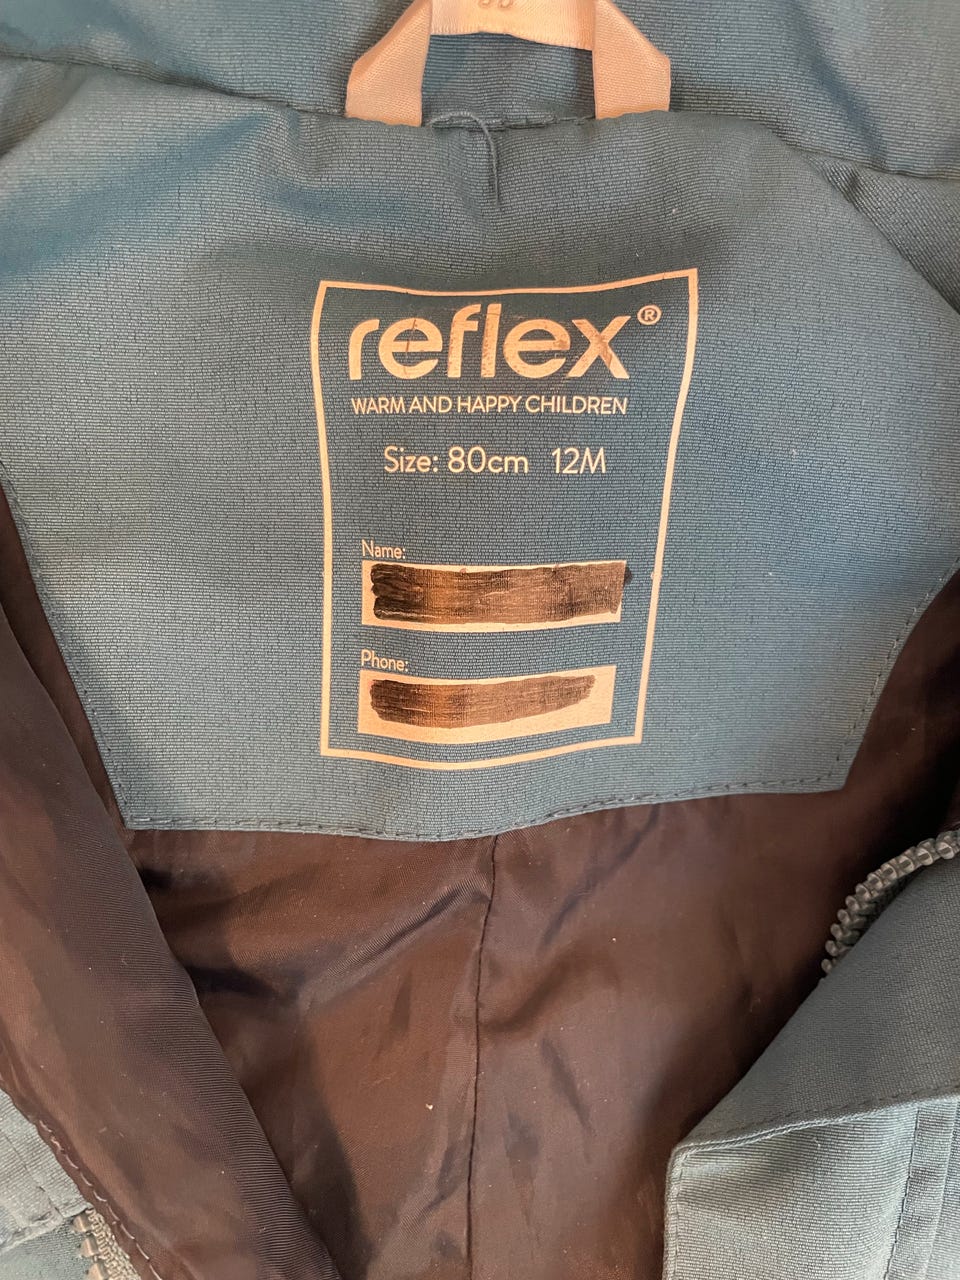 reflex®
WARM AND HAPPY CHILDREN
Size: 80cm 12M
Name:
Phone: